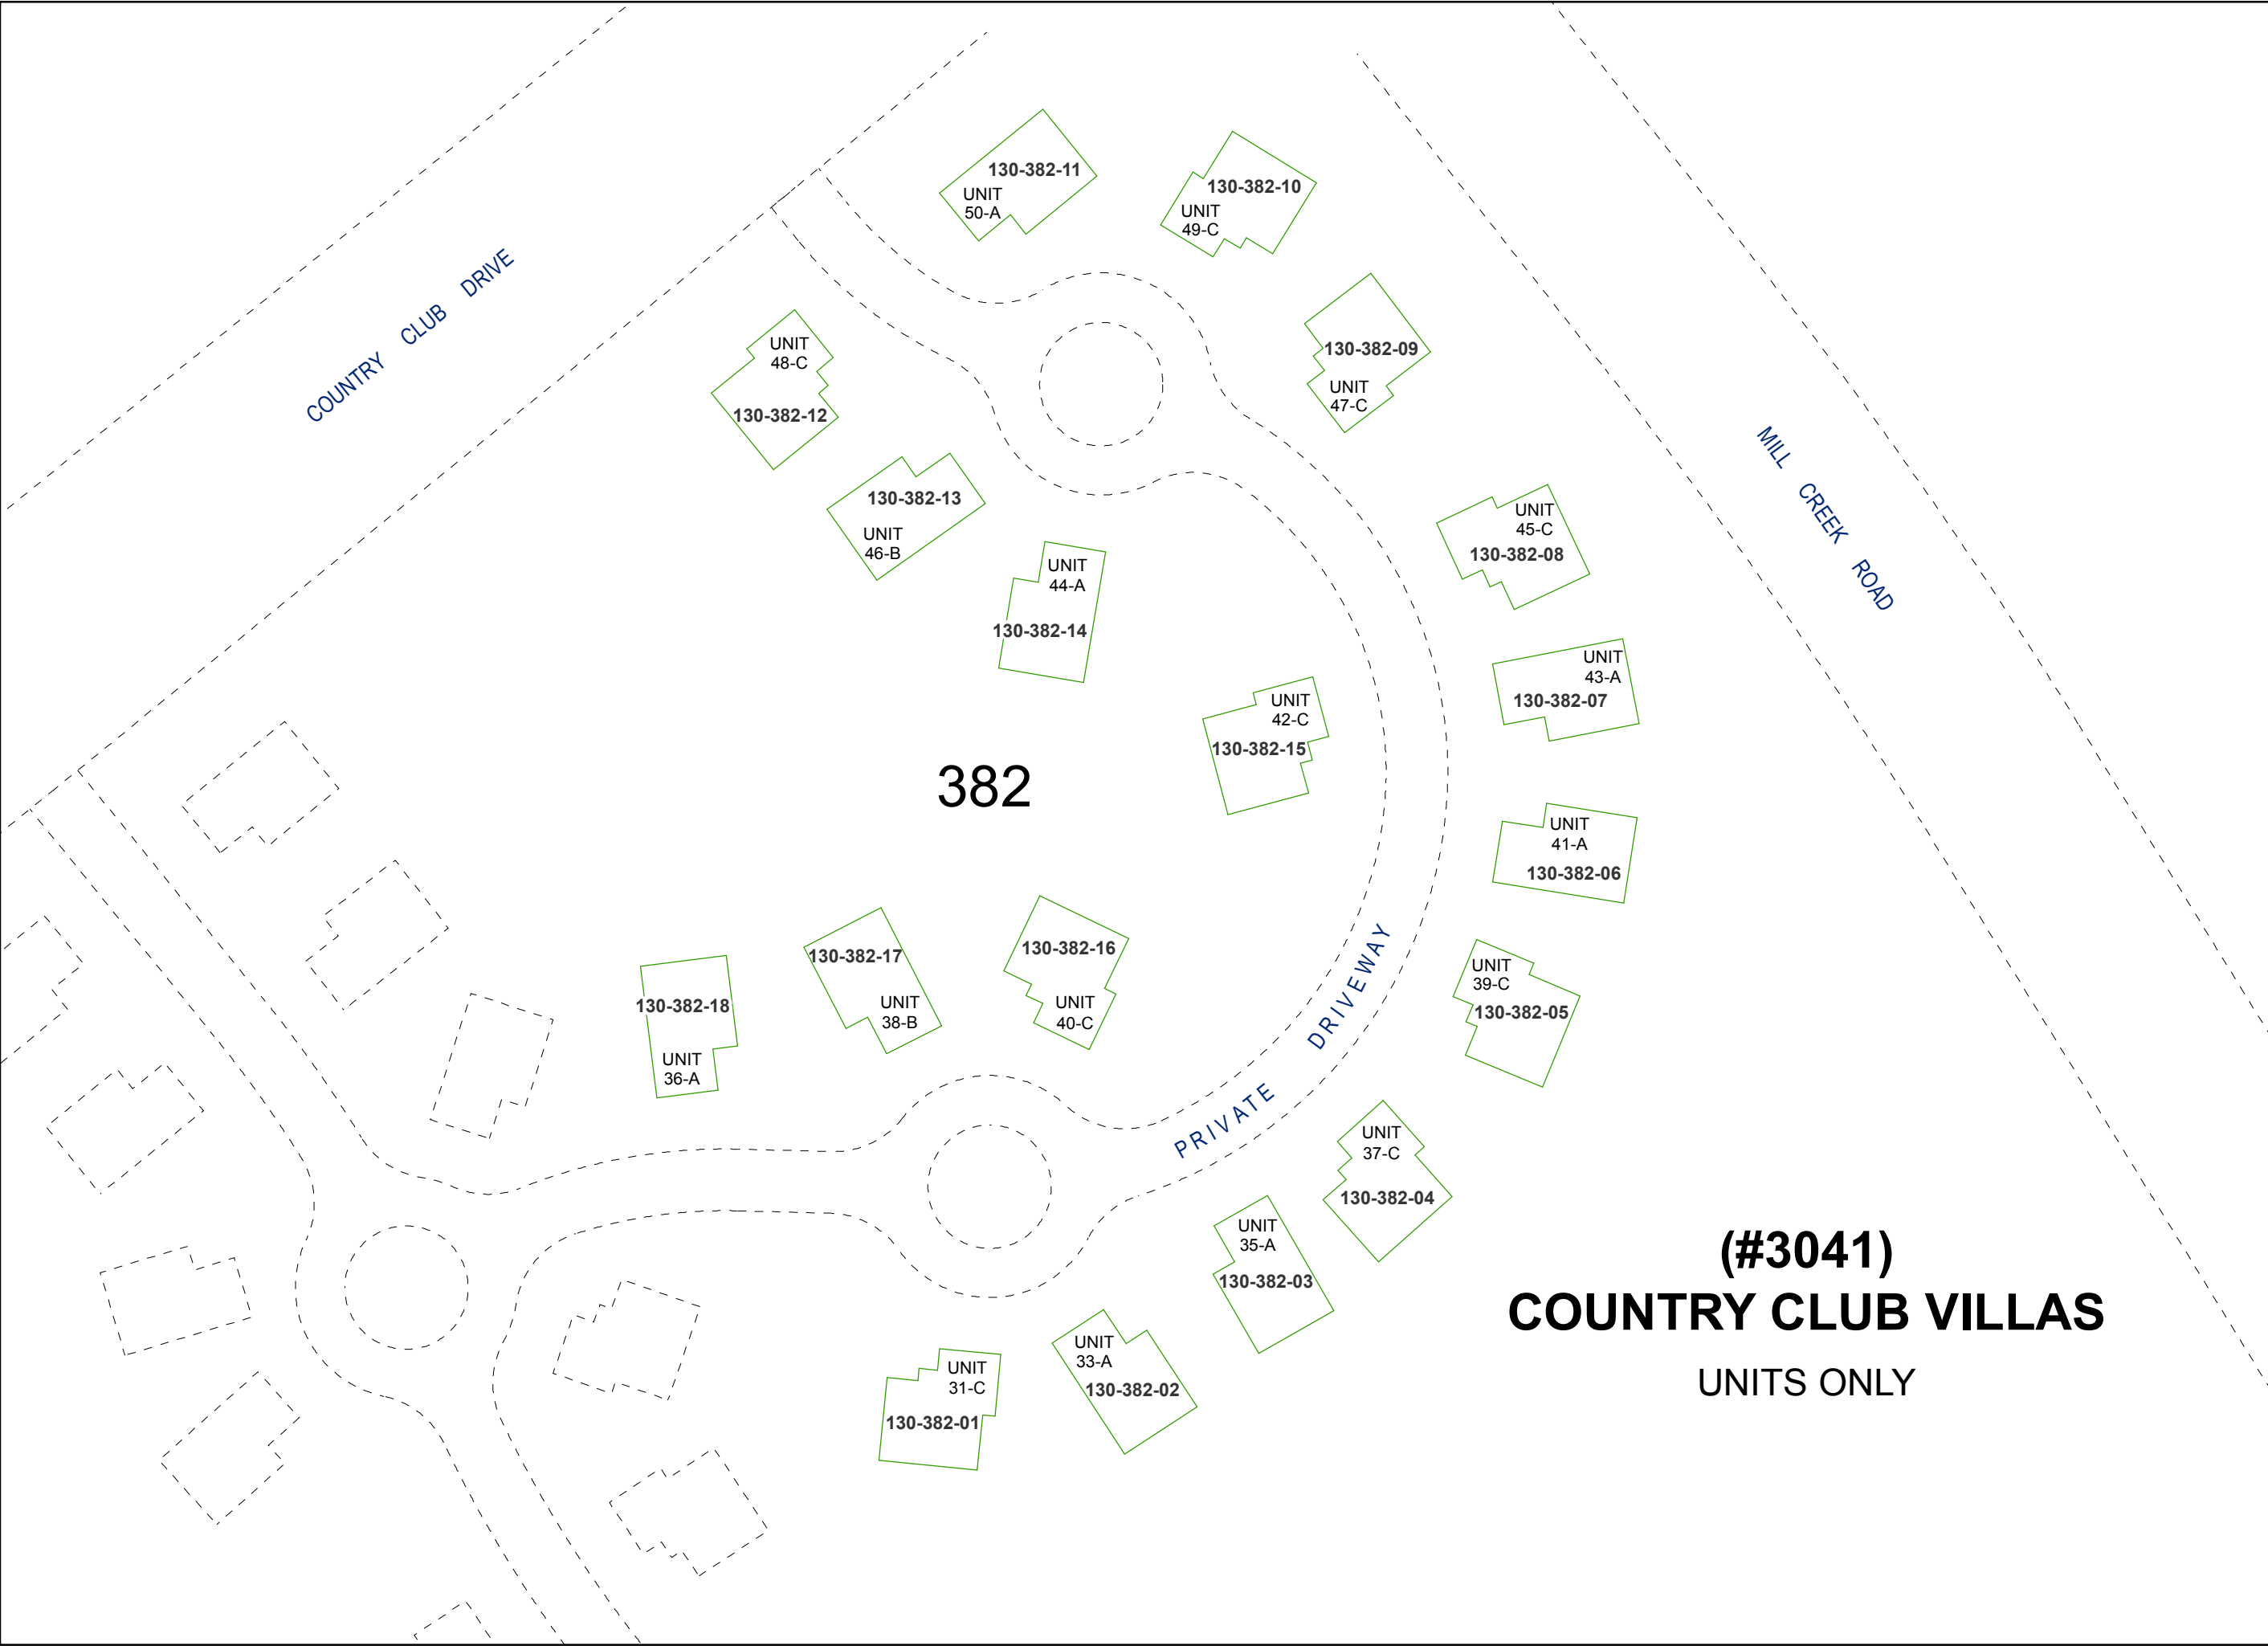 130-382-11
UNIT
50-A
130-382-10
UNIT
49-C
COUNTRY CLUB DRIVE
UNIT
48-C
130-382-12
130-382-09
UNIT
47-C
MILL CREEK ROAD
130-382-13
UNIT
46-B
UNIT
45-C
130-382-08
UNIT
44-A
130-382-14
UNIT
43-A
130-382-07
UNIT
42-C
130-382-15
382
UNIT
41-A
130-382-06
130-382-16
UNIT
40-C
130-382-17
UNIT
38-B
130-382-18
UNIT
36-A
UNIT
39-C
130-382-05
PRIVATE DRIVEWAY
UNIT
37-C
130-382-04
UNIT
35-A
130-382-03
UNIT
33-A
130-382-02
UNIT
31-C
130-382-01
(#3041)
COUNTRY CLUB VILLAS
UNITS ONLY